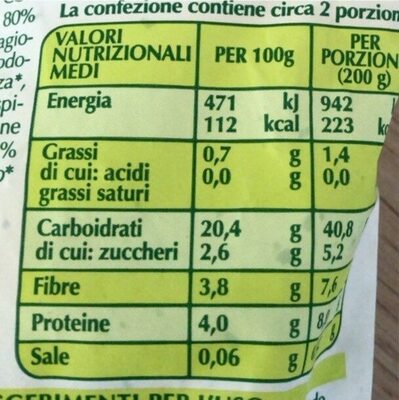 La confezione contiene circa 2
80%
VALORI NUTRIZIONALI MEDI PER 100g PER PORZIONE (200 g)
Energia 471 kJ 942
112 kcal 223
Grassi 0,7 g 1,4
di cui: acidi grassi saturi 0,0 g 0,0
Carboidrati 20,4 g 40,8
di cui: zuccheri 2,6 g 5,2
Fibre 3,8 g 7,6
Proteine 4,0 g
Sale 0,06 g